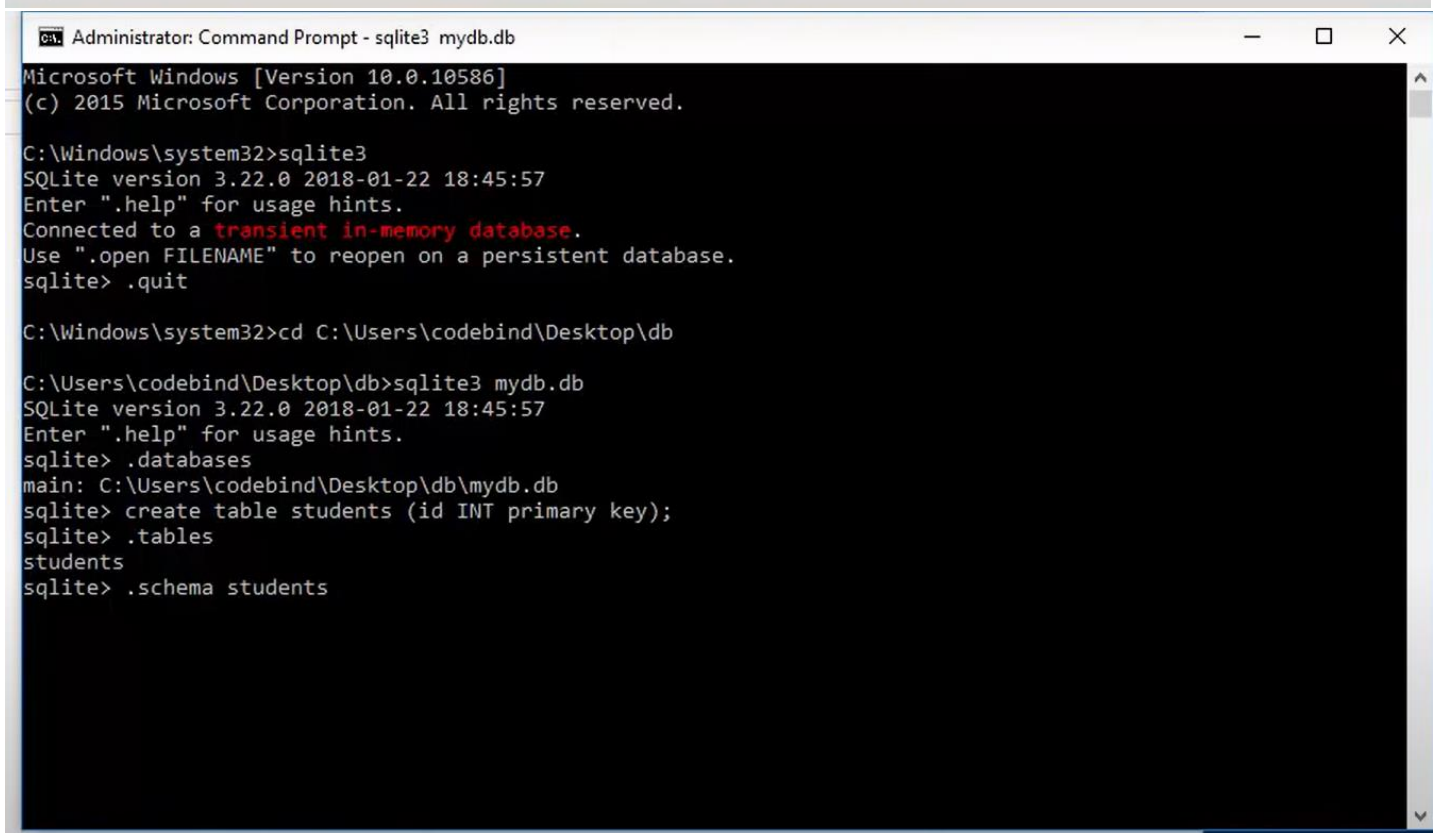 Administrator: Command Prompt - sqlite3 mydb.db
Microsoft Windows [Version 10.0.10586]
(c) 2015 Microsoft Corporation. All rights reserved.
C:\Windows\system32>sqlite3
SQLite version 3.22.0 2018-01-22 18:45:57
Enter ".help" for usage hints.
Connected to a transient in-memory database.
Use ".open FILENAME" to reopen on a persistent database.
sqlite> .quit
C:\Windows\system32>cd C:\Users\codebind\Desktop\db
C:\Users\codebind\Desktop\db>sqlite3 mydb.db
SQLite version 3.22.0 2018-01-22 18:45:57
Enter ".help" for usage hints.
sqlite> .databases
main: C:\Users\codebind\Desktop\db\mydb.db
sqlite> create table students (id INT primary key);
sqlite> .tables
students
sqlite> .schema students